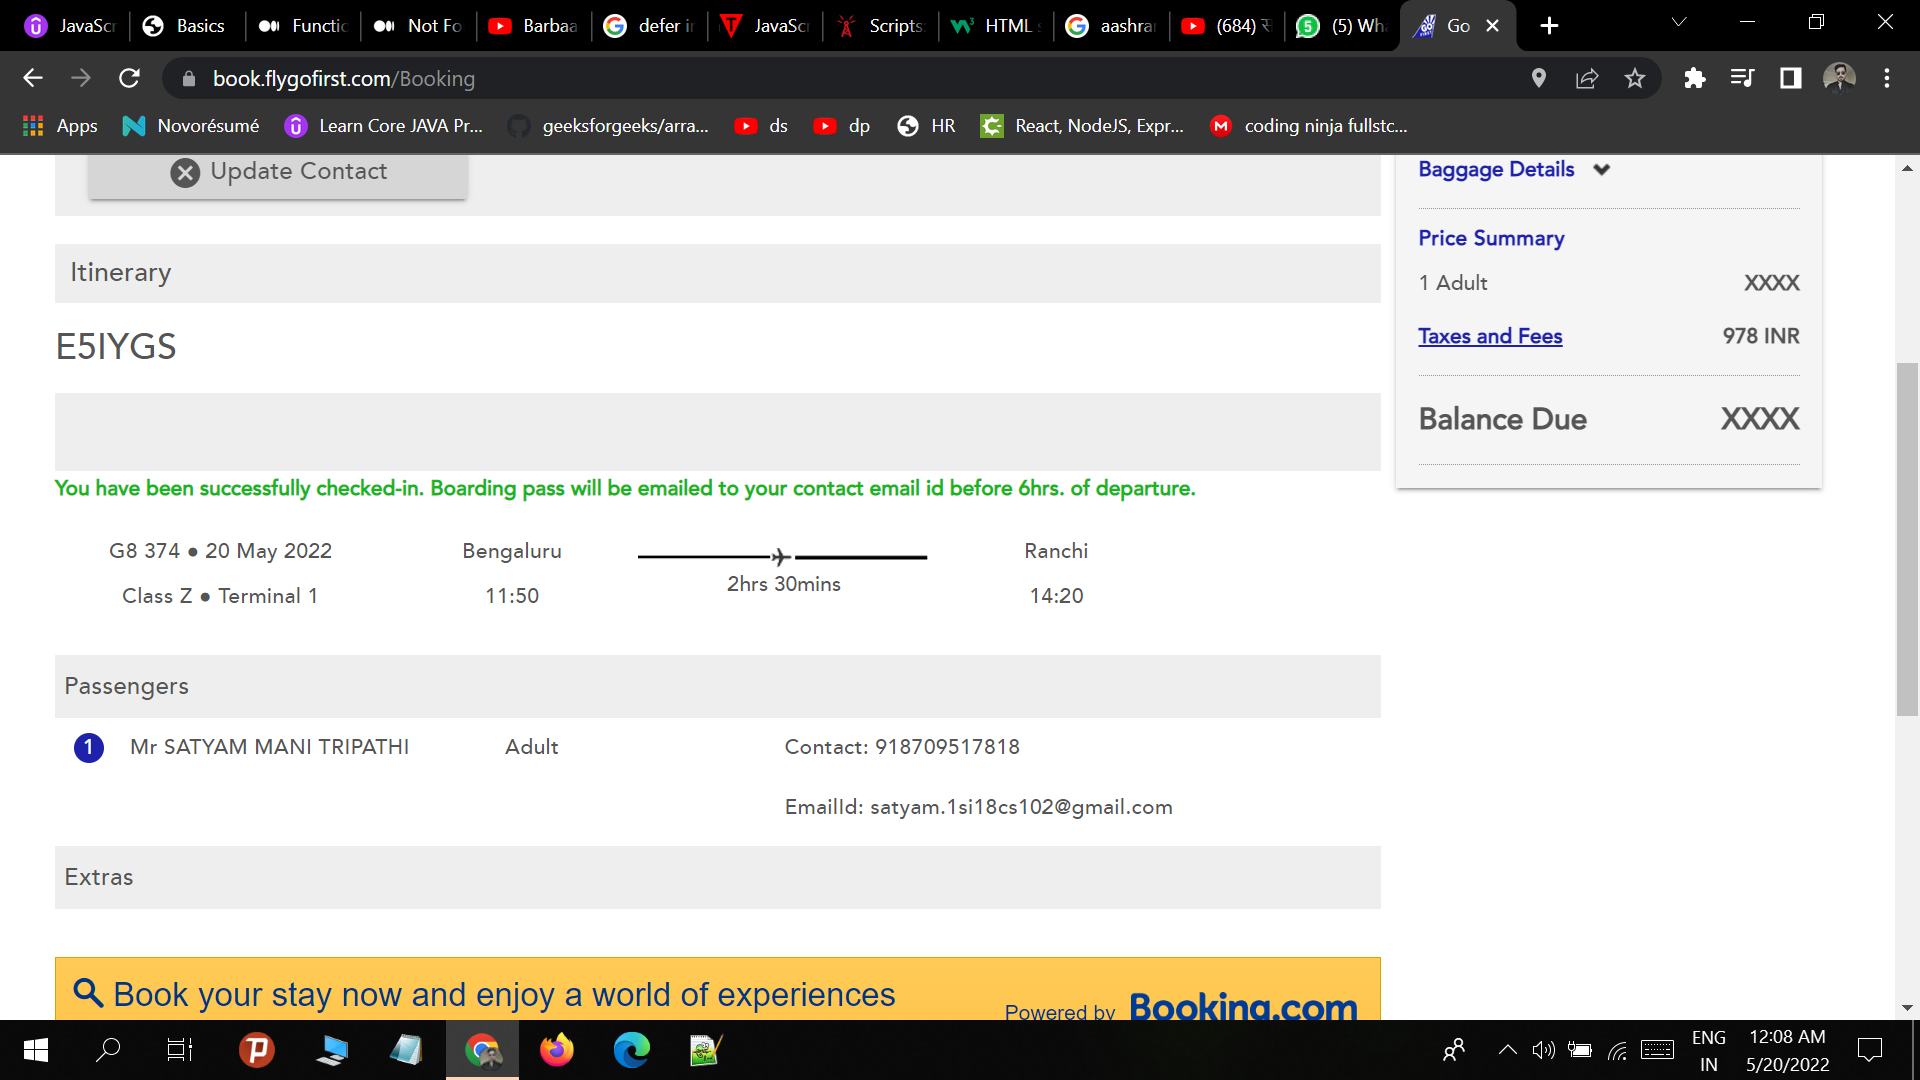 JavaScr
Basics
Functic
Not Fo
Barbaa
defer in
JavaScr
Scripts:
HTML s
aashrar
(684)
(5) Wha
Go
book.flygofirst.com/Booking
Apps
Novorésumé
Learn Core JAVA Pr...
geeksforgeeks/arra...
ds
dp
HR
React, NodeJS, Expr...
coding ninja fullstc...
Update Contact
Itinerary
E5IYGS
You have been successfully checked-in. Boarding pass will be emailed to your contact email id before 6hrs. of departure.
G8 374 ● 20 May 2022
Bengaluru
Ranchi
2hrs 30mins
Class Z ● Terminal 1
11:50
14:20
Passengers
1 Mr SATYAM MANI TRIPATHI
Adult
Contact: 918709517818
EmailId: satyam.1si18cs102@gmail.com
Extras
Book your stay now and enjoy a world of experiences
Powered by Booking.com
Baggage Details
Price Summary
1 Adult XXXX
Taxes and Fees 978 INR
Balance Due XXXX
ENG
IN
12:08 AM
5/20/2022